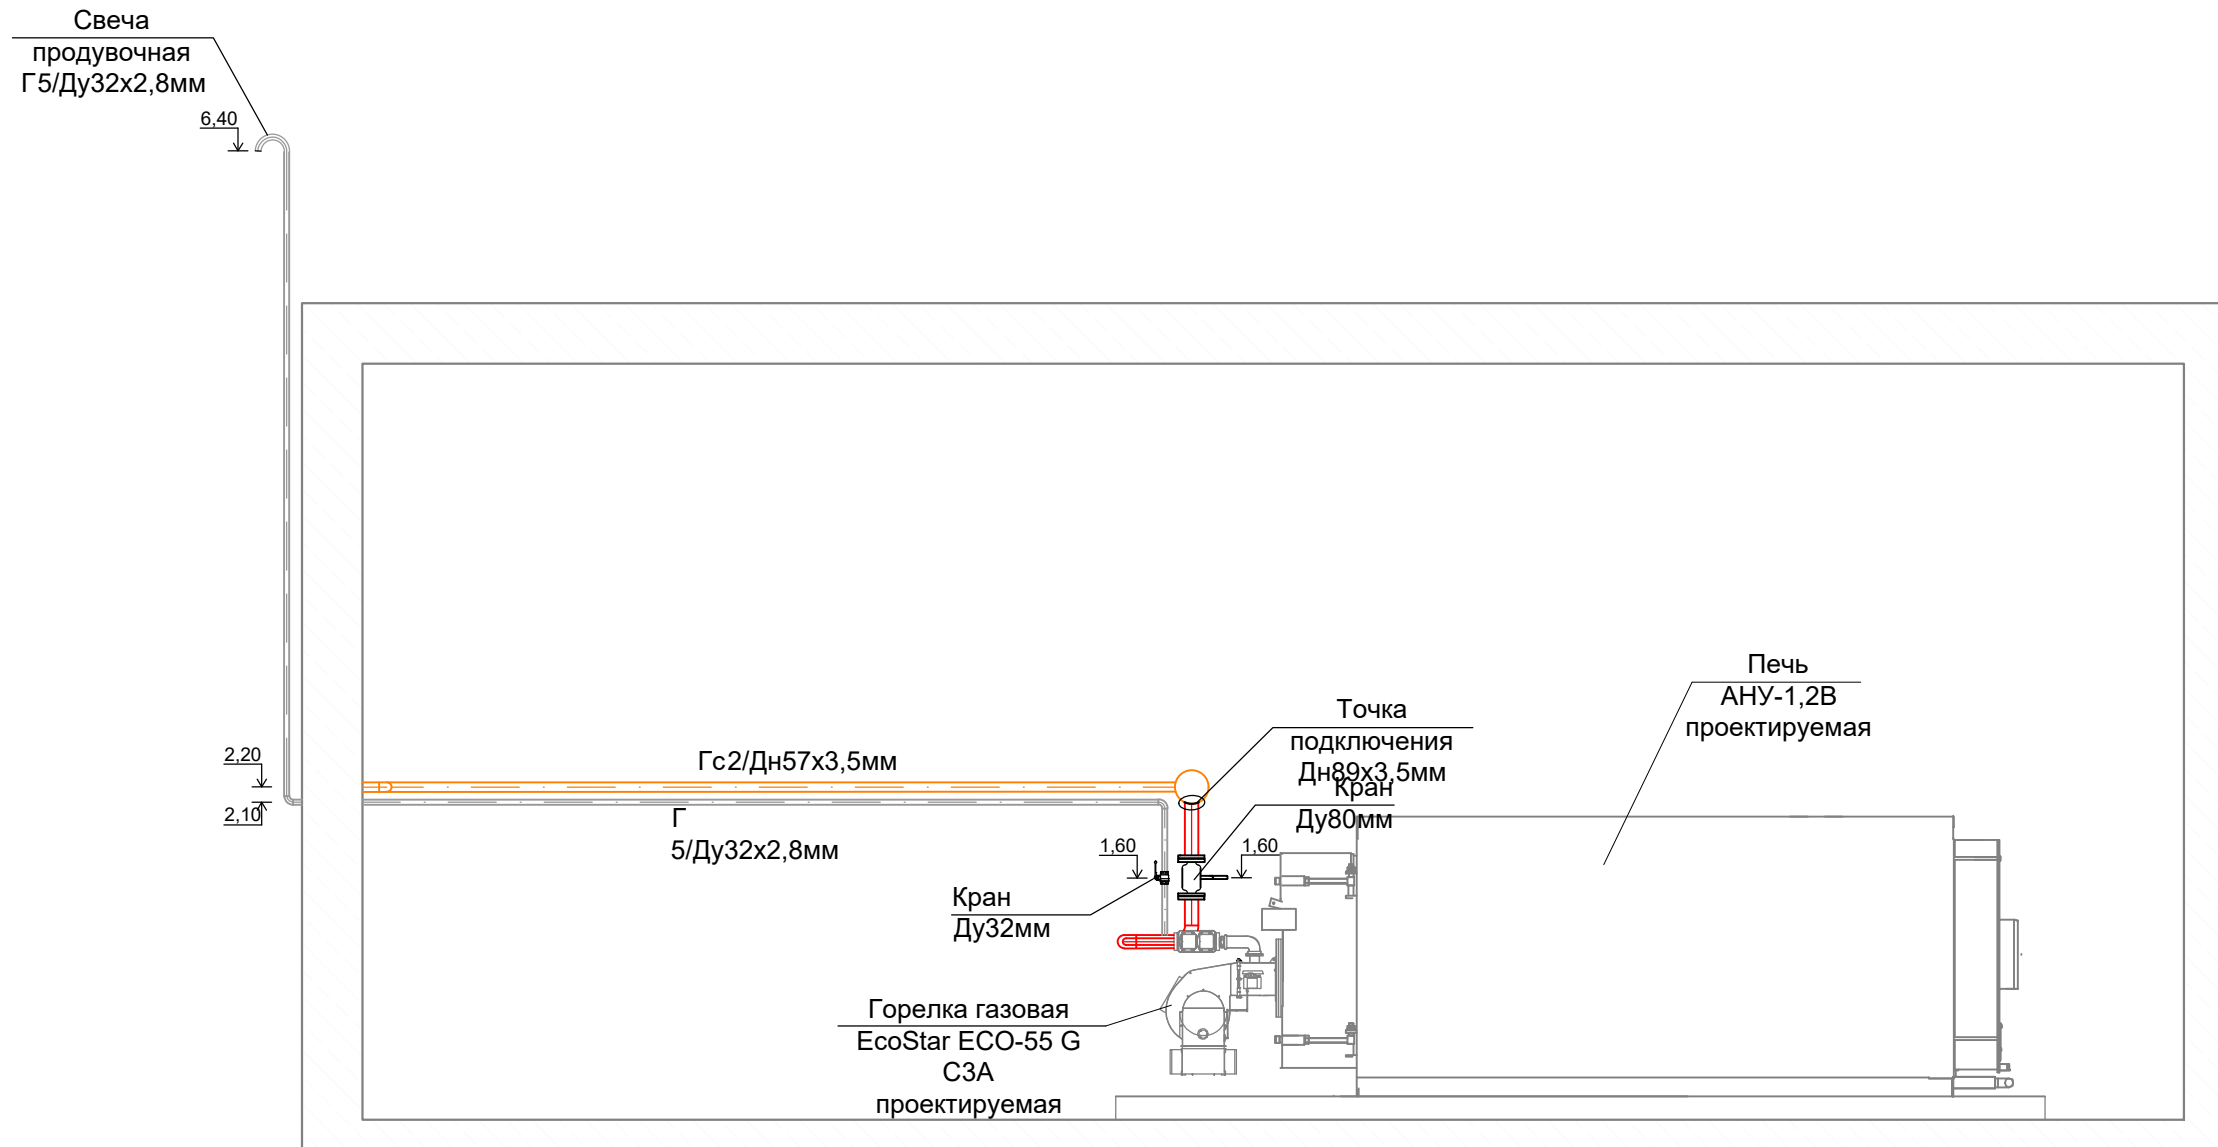 Свеча
продувочная
Г5/Ду32х2,8мм
6,40
Печь
АНУ-1,2В
проектируемая
Точка
подключения
Дн89х3,5мм
Кран
Ду80мм
2,20
2,10
Гс2/Дн57х3,5мм
Г
5/Ду32х2,8мм
1,60
1,60
Кран
Ду32мм
Горелка газовая
EcoStar ECO-55 G
C3A
проектируемая